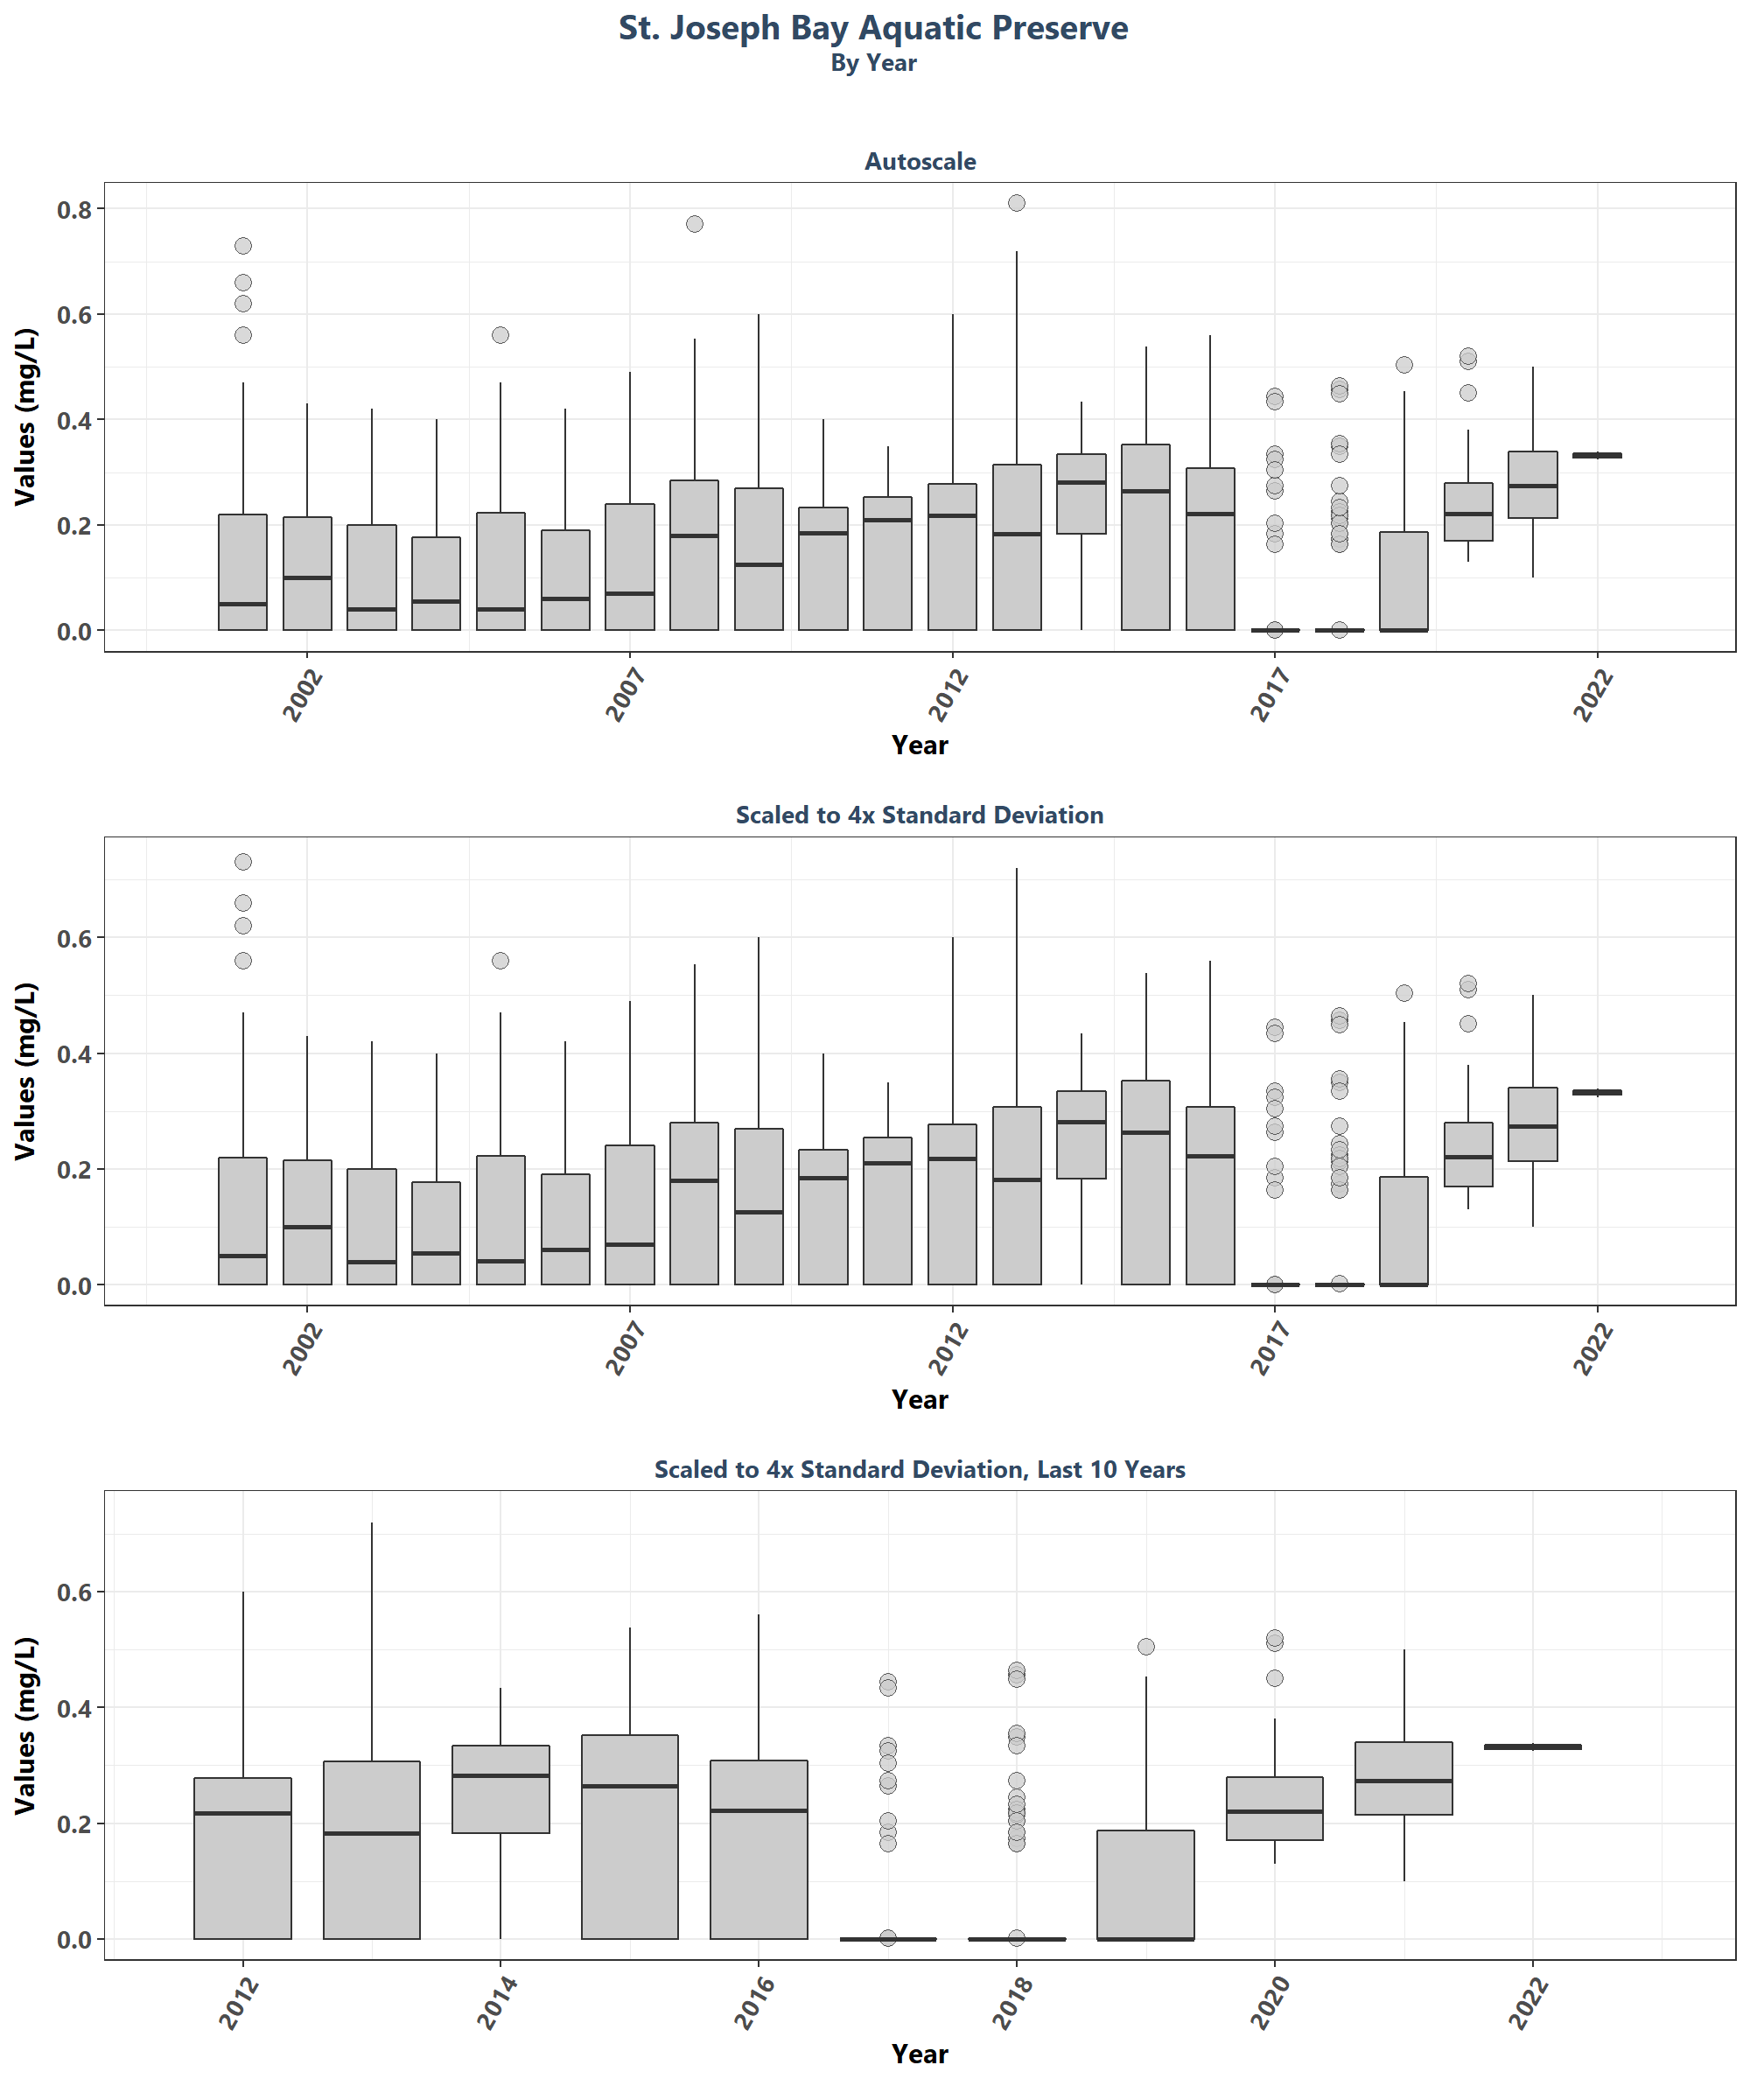 St. Joseph Bay Aquatic Preserve
By Year
Autoscale
Values (mg/L)
0.8
0.6
0.4
0.2
0.0
2002 2007 2012 2017 2022
Year
Scaled to 4x Standard Deviation
Values (mg/L)
0.6
0.4
0.2
0.0
2002 2007 2012 2017 2022
Year
Scaled to 4x Standard Deviation, Last 10 Years
Values (mg/L)
0.6
0.4
0.2
0.0
2012 2014 2016 2018 2020 2022
Year